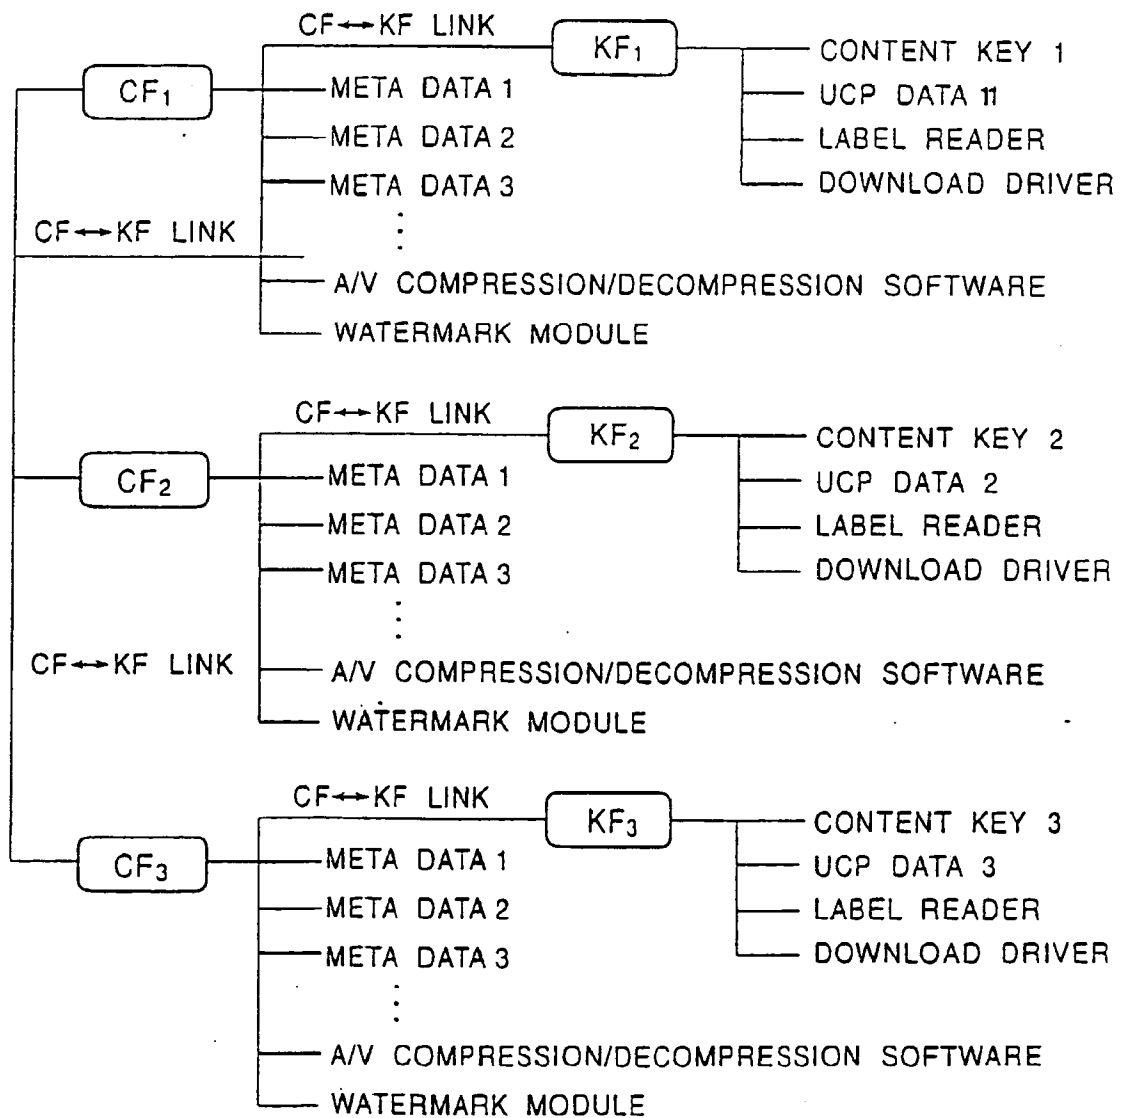 CF↔KF LINK
KF₁
CONTENT KEY 1
CF₁
META DATA 1
UCP DATA 11
META DATA 2
LABEL READER
META DATA 3
DOWNLOAD DRIVER
CF↔KF LINK
A/V COMPRESSION/DECOMPRESSION SOFTWARE
WATERMARK MODULE
CF↔KF LINK
KF₂
CONTENT KEY 2
CF₂
META DATA 1
UCP DATA 2
META DATA 2
LABEL READER
META DATA 3
DOWNLOAD DRIVER
CF↔KF LINK
A/V COMPRESSION/DECOMPRESSION SOFTWARE
WATERMARK MODULE
CF↔KF LINK
KF₃
CONTENT KEY 3
CF₃
META DATA 1
UCP DATA 3
META DATA 2
LABEL READER
META DATA 3
DOWNLOAD DRIVER
A/V COMPRESSION/DECOMPRESSION SOFTWARE
WATERMARK MODULE